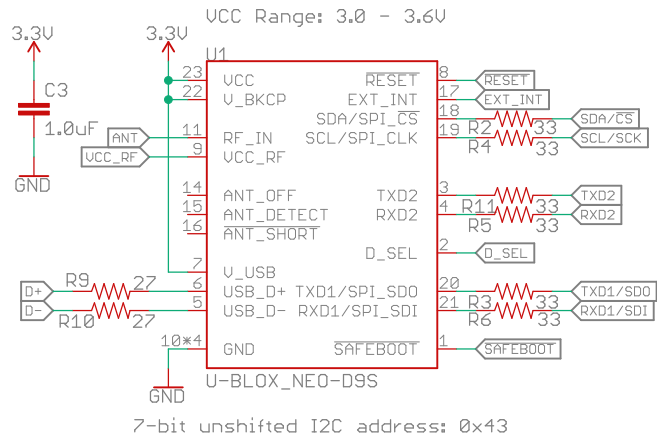 VCC Range: 3.0 - 3.6V
3.3V 3.3V
U1
C3
1.0uF
GND
23 VCC RESET 8 RESET
22 V_BKCP EXT_INT 17 EXT_INT
SDA/SPI_CS 18 R2 33 SDA/CS
ANT 11 RF_IN SCL/SPI_CLK 19 R4 33 SCL/SCK
VCC_RF 9 VCC_RF
14 ANT_OFF TXD2 3 R11 33 TXD2
15 ANT_DETECT RXD2 4 R5 33 RXD2
16 ANT_SHORT
D_SEL 2 D_SEL
7 V_USB
D+ R9 27 6 USB_D+ TXD1/SPI_SDO 20 R3 33 TXD1/SDO
D- R10 27 5 USB_D- RXD1/SPI_SDI 21 R6 33 RXD1/SDI
10*4 GND SAFEBOOT 1 SAFEBOOT
GND
U-BLOX_NEO-D9S
7-bit unshifted I2C address: 0x43